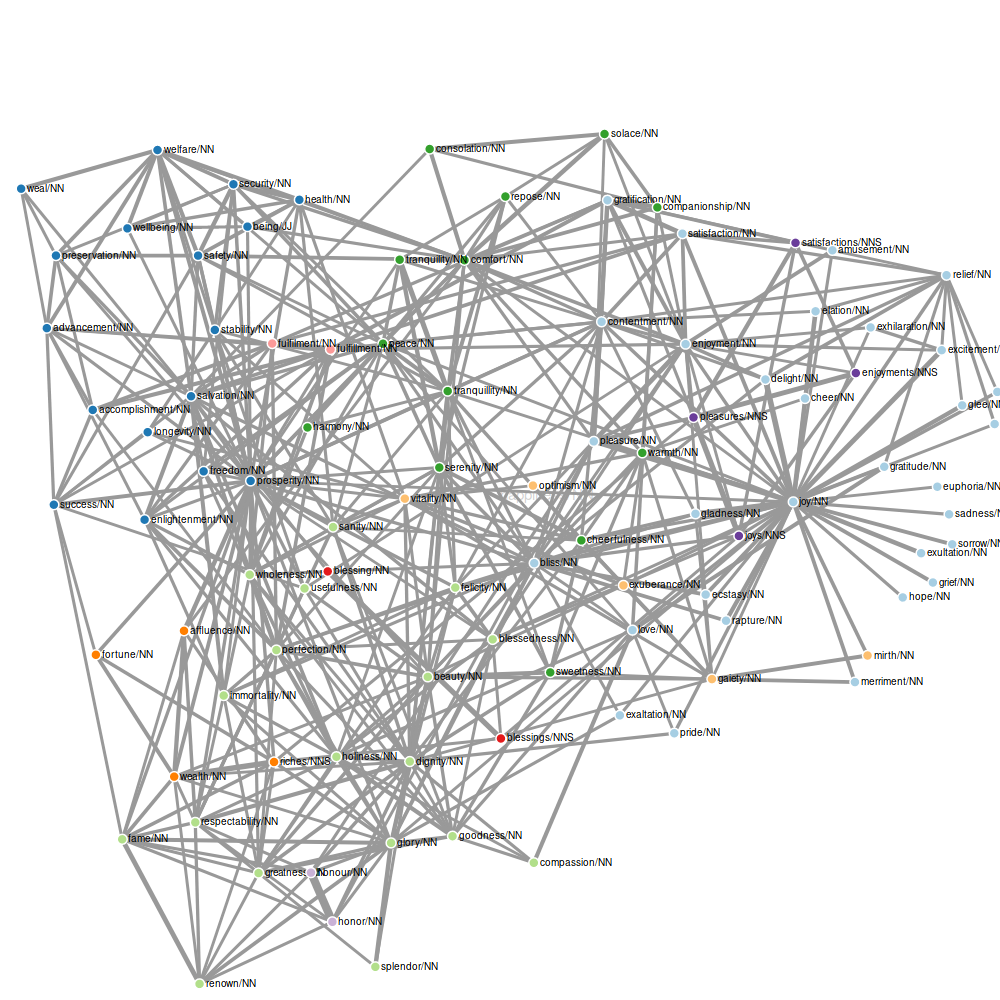 solace/NN
consolation/NN
welfare/NN
security/NN
weal/NN
repose/NN
health/NN
gratification/NN
companionship/NN
wellbeing/NN
being/JJ
satisfaction/NN
satisfactions/NNS
amusement/NN
preservation/NN
safety/NN
tranquility/NN
comfort/NN
relief/NN
elation/NN
contentment/NN
advancement/NN
stability/NN
exhilaration/NN
fulfilment/NN
fulfillment/NN
peace/NN
enjoyment/NN
excitement/
enjoyments/NNS
delight/NN
tranquillity/NN
salvation/NN
cheer/NN
glee/NN
accomplishment/NN
pleasures/NNS
harmony/NN
longevity/NN
pleasure/NN
warmth/NN
serenity/NN
gratitude/NN
freedom/NN
prosperity/NN
optimism/NN
euphoria/NN
vitality/NN
joy/NN
success/NN
gladness/NN
sadness/N
enlightenment/NN
sanity/NN
joys/NNS
cheerfulness/NN
sorrow/NN
exultation/NN
bliss/NN
blessing/NN
wholeness/NN
grief/NN
exuberance/NN
usefulness/NN
felicity/NN
ecstasy/NN
hope/NN
rapture/NN
affluence/NN
love/NN
blessedness/NN
perfection/NN
fortune/NN
mirth/NN
sweetness/NN
beauty/NN
gaiety/NN
merriment/NN
immortality/NN
exaltation/NN
pride/NN
blessings/NNS
holiness/NN
riches/NNS
dignity/NN
wealth/NN
respectability/NN
goodness/NN
fame/NN
glory/NN
compassion/NN
greatness/NN
honour/NN
honor/NN
splendor/NN
renown/NN